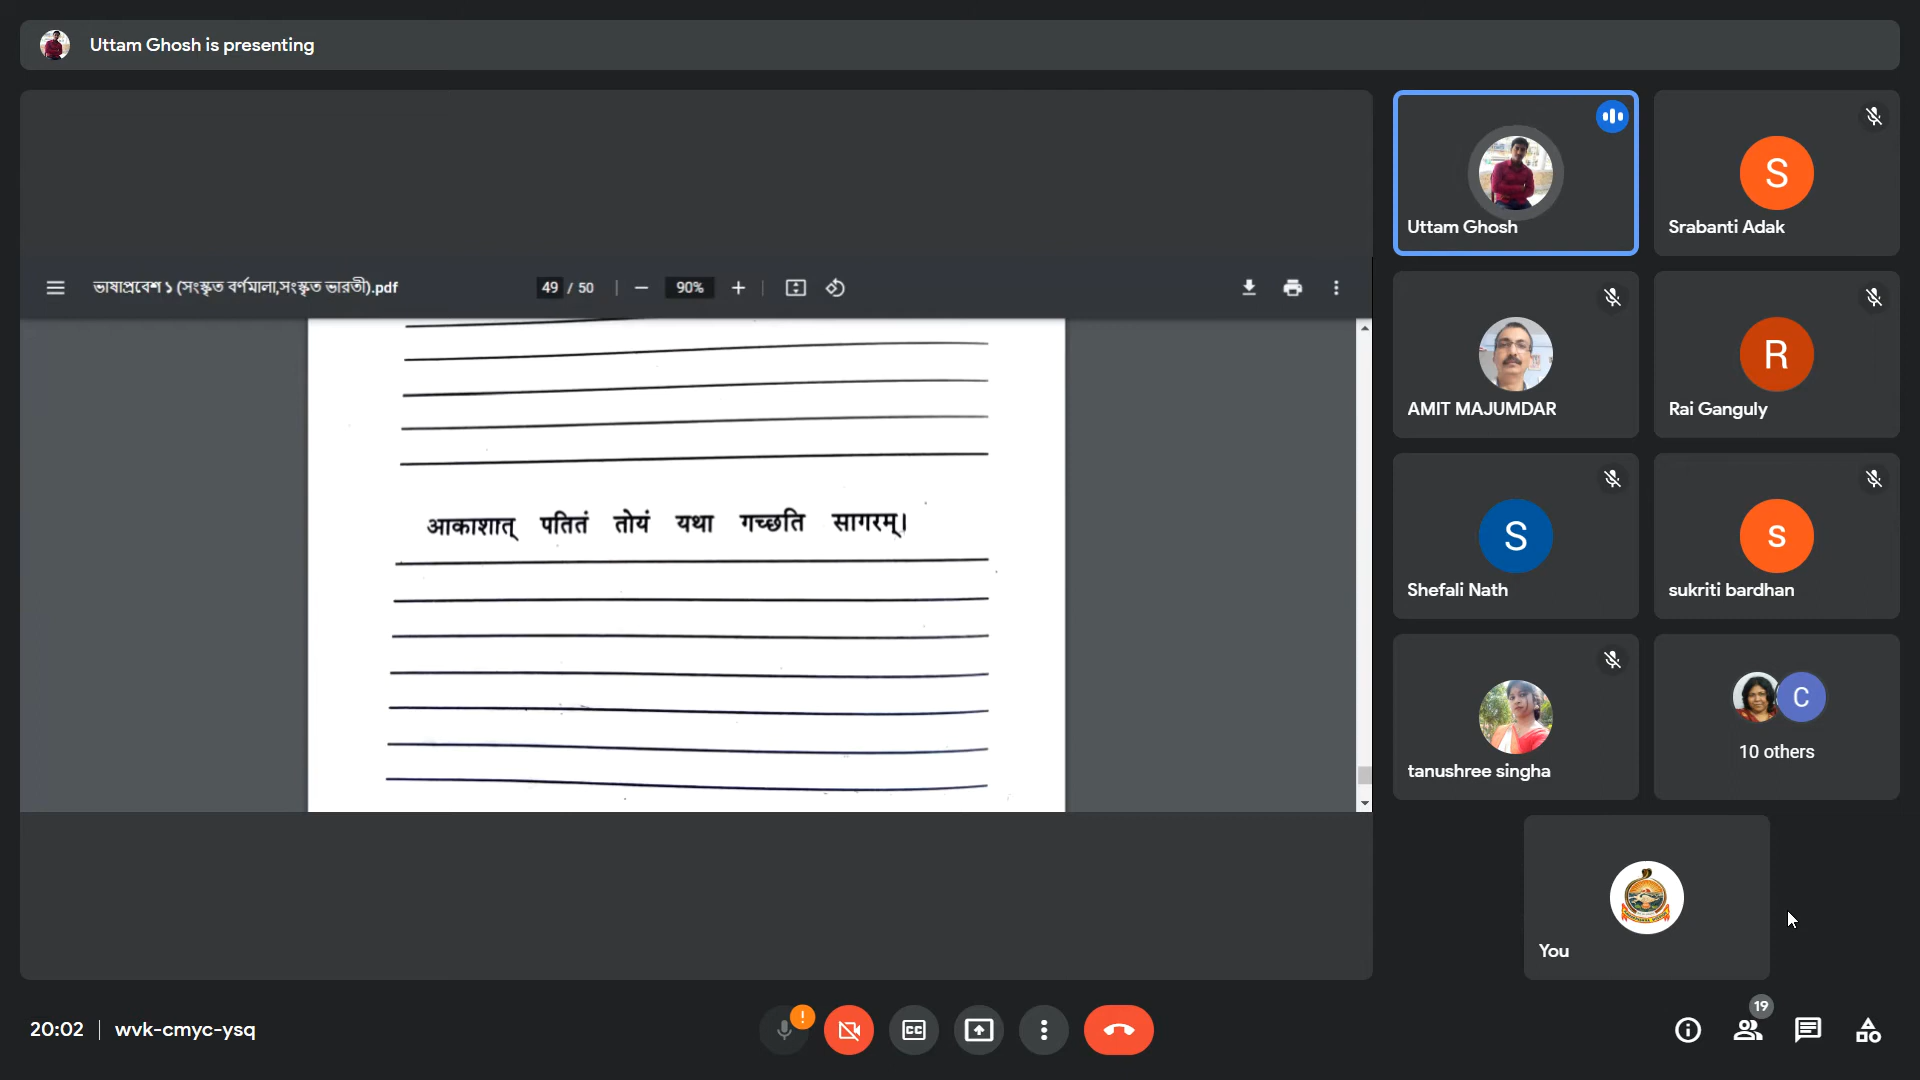 Uttam Ghosh is presenting
ভাষাপ্রবেশ ১ (সংস্কৃত বর্ণমালা,সংস্কৃত ভারতী).pdf
49 / 50
90%
आकाशात् पतितं तोयं यथा गच्छति सागरम्।
Uttam Ghosh
S
Srabanti Adak
AMIT MAJUMDAR
R
Rai Ganguly
S
Shefali Nath
s
sukriti bardhan
tanushree singha
C
10 others
You
20:02 | wvk-cmyc-ysq
!
CC
19